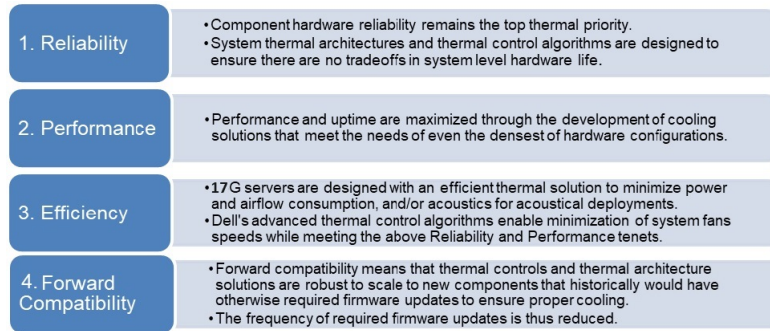 1. Reliability
•Component hardware reliability remains the top thermal priority.
•System thermal architectures and thermal control algorithms are designed to
ensure there are no tradeoffs in system level hardware life.
2. Performance
•Performance and uptime are maximized through the development of cooling
solutions that meet the needs of even the densest of hardware configurations.
3. Efficiency
•17G servers are designed with an efficient thermal solution to minimize power
and airflow consumption, and/or acoustics for acoustical deployments.
•Dell's advanced thermal control algorithms enable minimization of system fans
speeds while meeting the above Reliability and Performance tenets.
4. Forward
Compatibility
•Forward compatibility means that thermal controls and thermal architecture
solutions are robust to scale to new components that historically would have
otherwise required firmware updates to ensure proper cooling.
•The frequency of required firmware updates is thus reduced.